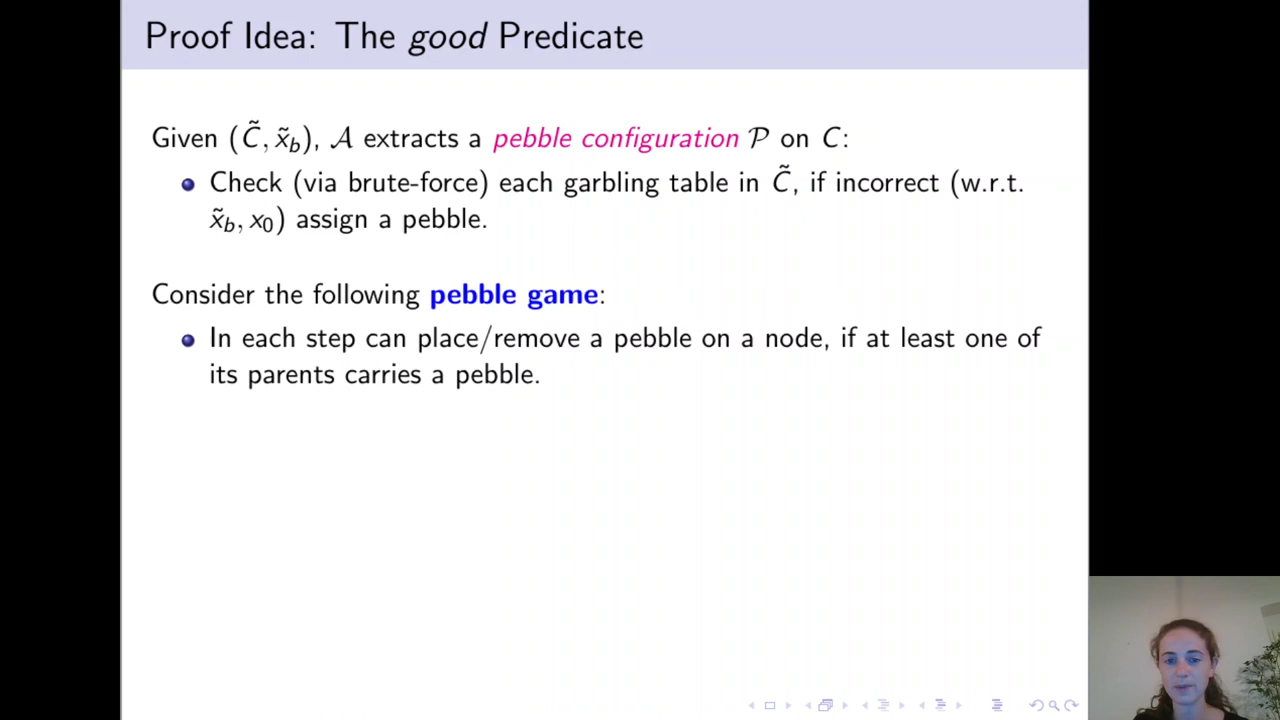 Proof Idea: The good Predicate
Given (C̃, x̃_b), 𝒜 extracts a pebble configuration 𝒫 on C:
Check (via brute-force) each garbling table in C̃, if incorrect (w.r.t.
x̃_b, x_0) assign a pebble.
Consider the following pebble game:
In each step can place/remove a pebble on a node, if at least one of
its parents carries a pebble.